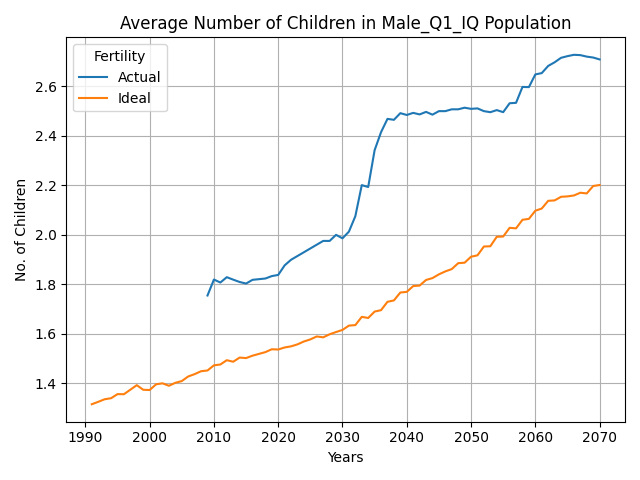 Average Number of Children in Male_Q1_IQ Population
Fertility
Actual
Ideal
No. of Children
2.6
2.4
2.2
2.0
1.8
1.6
1.4
1990 2000 2010 2020 2030 2040 2050 2060 2070
Years